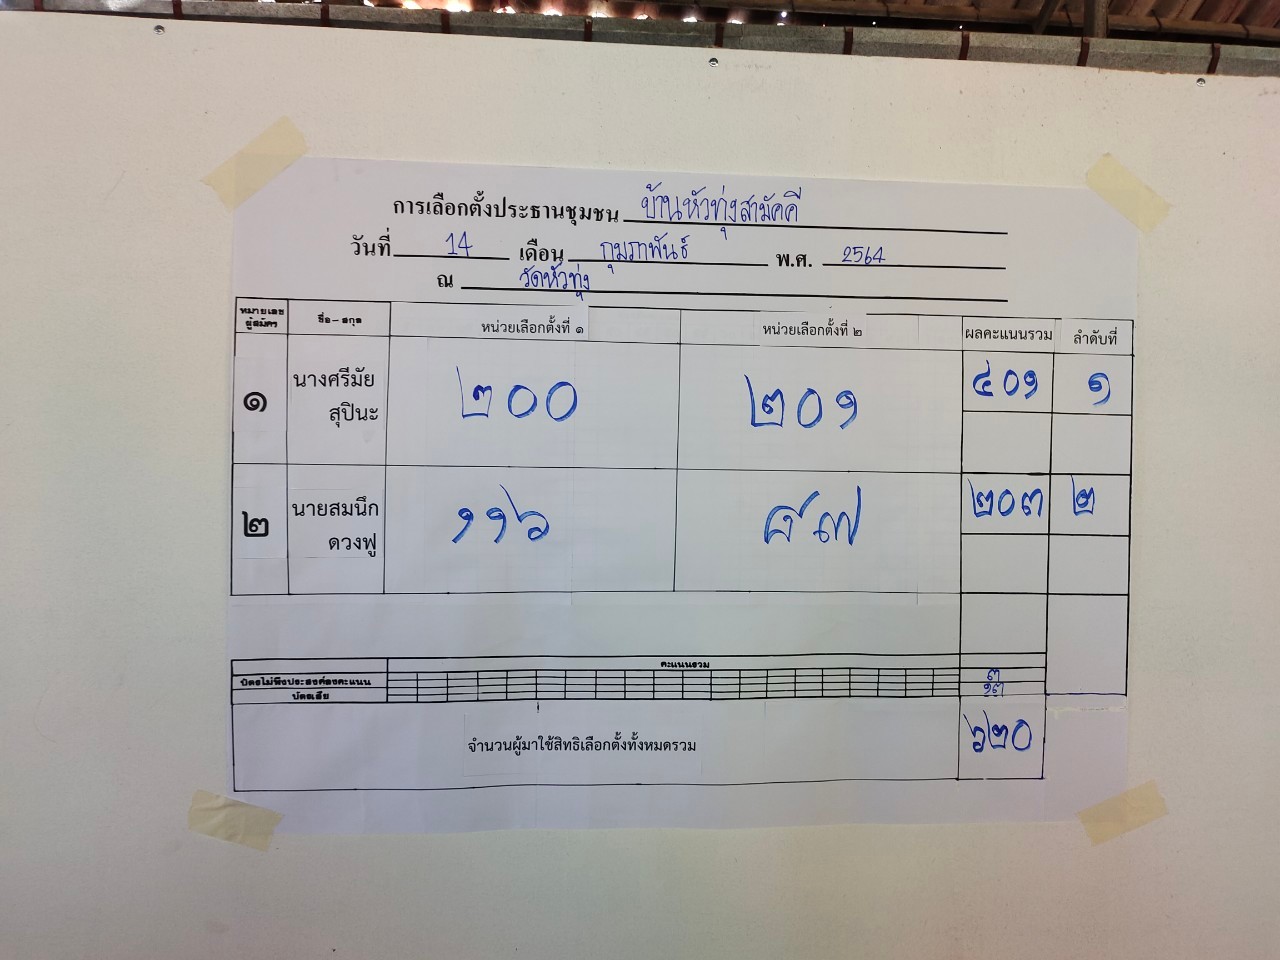 การเลือกตั้งประธานชุมชน บ้านหัวทุ่งสามัคคี
วันที่ 14 เดือน กุมภาพันธ์ พ.ศ. 2564
ณ วัดหัวทุ่ง
หมายเลขผู้สมัคร ชื่อ-สกุล หน่วยเลือกตั้งที่ ๑ หน่วยเลือกตั้งที่ ๒ ผลคะแนนรวม ลำดับที่
๑ นางศรีมัย สุปินะ ๒๐๐ ๒๐๑ ๔๐๑ ๑
๒ นายสมนึก ดวงฟู ๑๑๖ ๘๗ ๒๐๓ ๒
คะแนนรวม
บัตรไม่พึงประสงค์ลงคะแนน ๓
บัตรเสีย ๑๓
จำนวนผู้มาใช้สิทธิเลือกตั้งทั้งหมดรวม ๖๒๐